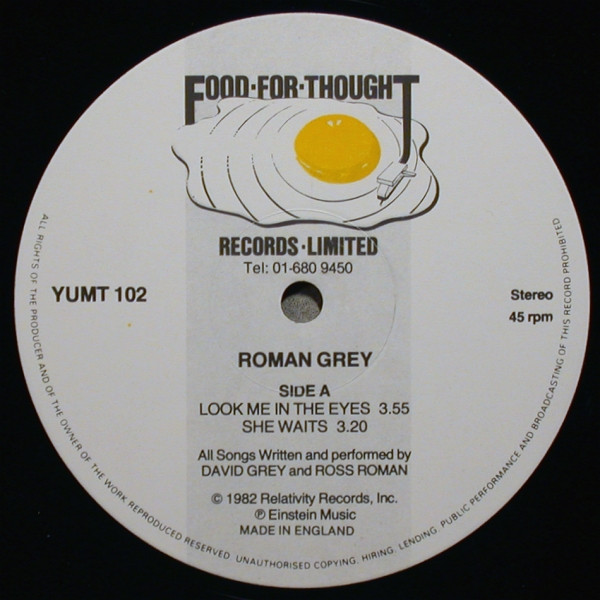 FOOD·FOR·THOUGHT
RECORDS·LIMITED
Tel: 01-680 9450
YUMT 102
Stereo
45 rpm
ROMAN GREY
SIDE A
LOOK ME IN THE EYES 3.55
SHE WAITS 3.20
All Songs Written and performed by
DAVID GREY and ROSS ROMAN
© 1982 Relativity Records, Inc.
℗ Einstein Music
MADE IN ENGLAND
ALL RIGHTS OF THE PRODUCER AND OF THE OWNER OF THE WORK REPRODUCED RESERVED. UNAUTHORISED COPYING. HIRING. LENDING. PUBLIC PERFORMANCE AND BROADCASTING OF THIS RECORD PROHIBITED